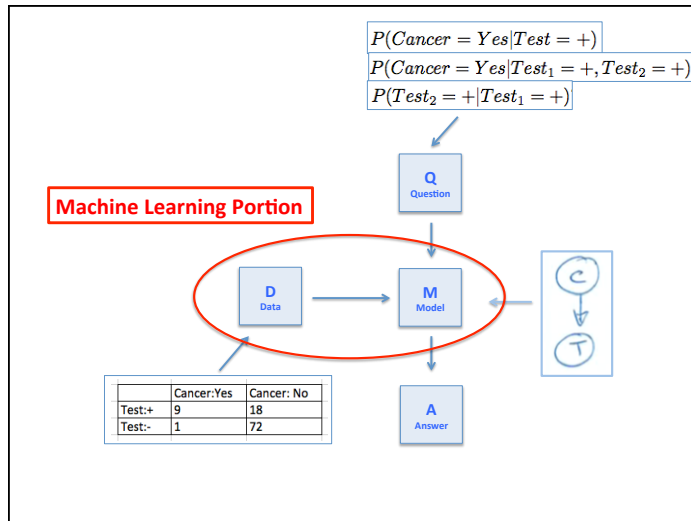 P(Cancer = Yes|Test = +)
P(Cancer = Yes|Test₁ = +, Test₂ = +)
P(Test₂ = +|Test₁ = +)
Q
Question
Machine Learning Portion
D
Data
M
Model
C
T
Cancer:Yes Cancer: No
Test:+ 9 18
Test:- 1 72
A
Answer